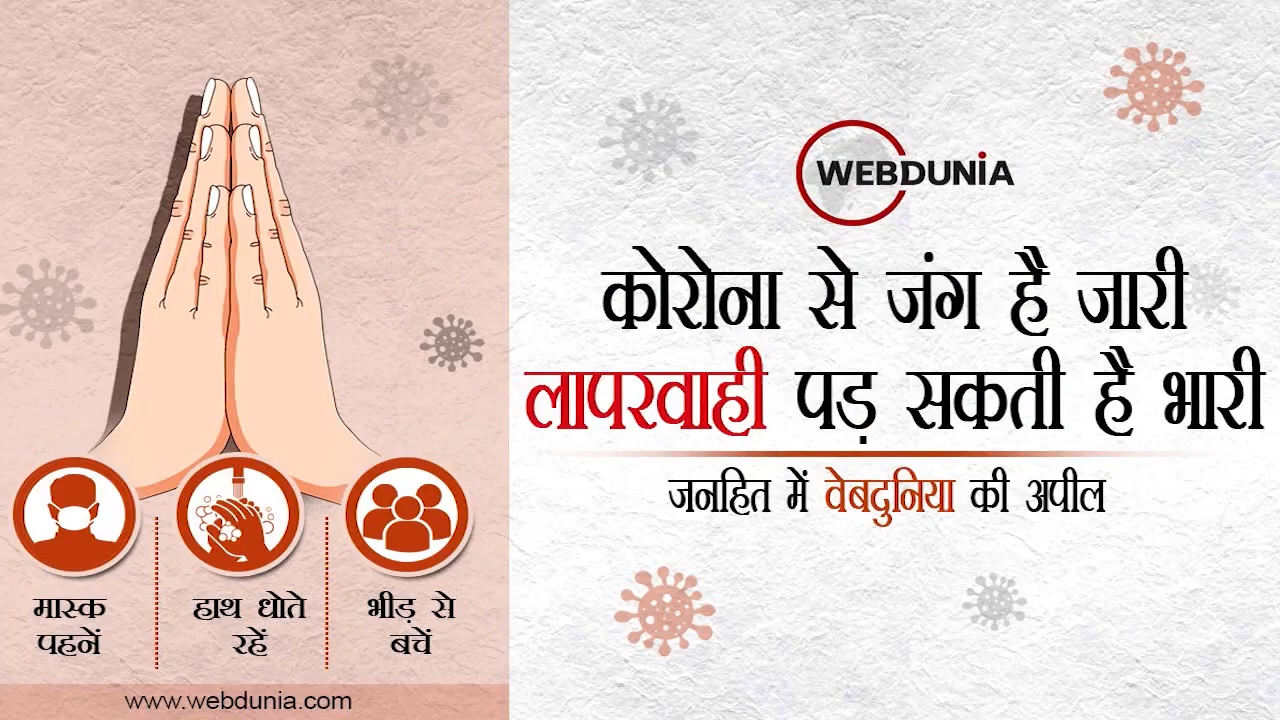 WEBDUNIA
कोरोना से जंग है जारी
लापरवाही पड़ सकती है भारी
जनहित में वेबदुनिया की अपील
मास्क
पहनें
हाथ धोते
रहें
भीड़ से
बचें
www.webdunia.com